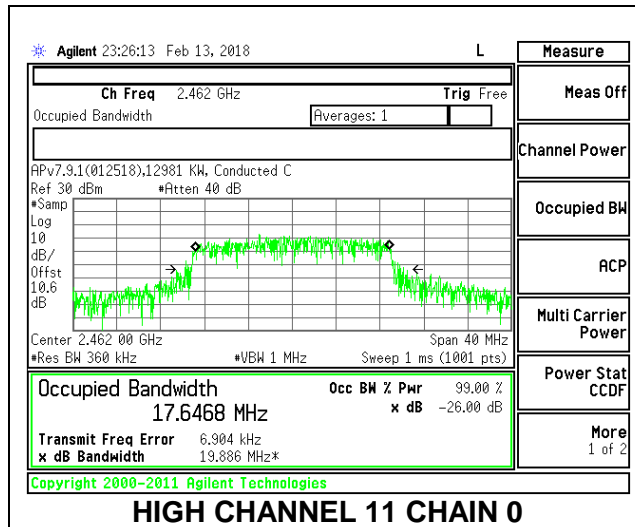 Agilent 23:26:13 Feb 13, 2018 L
Measure
Ch Freq 2.462 GHz Trig Free
Meas Off
Occupied Bandwidth Averages: 1
Channel Power
APv7.9.1(012518),12981 KW, Conducted C
Ref 30 dBm #Atten 40 dB
#Samp
Log
10
dB/
Offst
10.6
dB
Occupied BW
ACP
Multi Carrier
Power
Center 2.462 00 GHz Span 40 MHz
#Res BW 360 kHz #VBW 1 MHz Sweep 1 ms (1001 pts)
Power Stat
CCDF
Occupied Bandwidth Occ BW % Pwr 99.00 %
17.6468 MHz x dB -26.00 dB
Transmit Freq Error 6.904 kHz
x dB Bandwidth 19.886 MHz*
More
1 of 2
Copyright 2000-2011 Agilent Technologies
HIGH CHANNEL 11 CHAIN 0